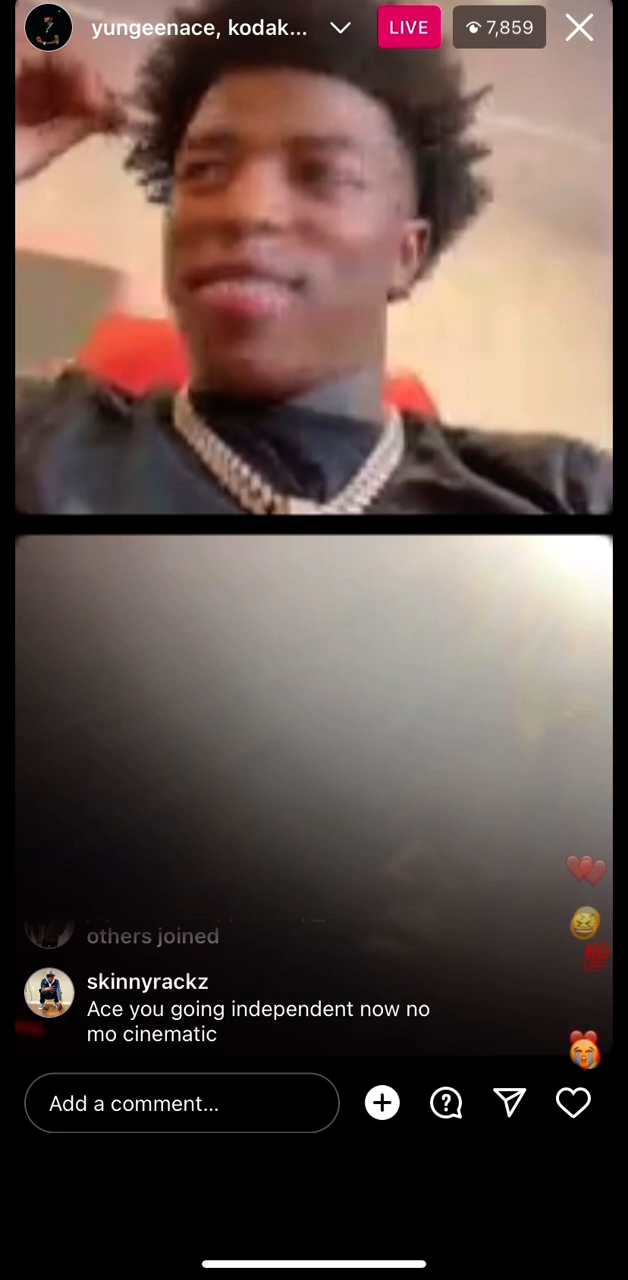 yungeenace, kodak...
LIVE
7,859
others joined
skinnyrackz
Ace you going independent now no
mo cinematic
Add a comment...